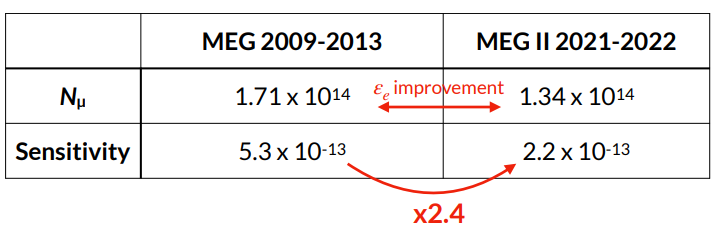 MEG 2009-2013 MEG II 2021-2022
Nμ 1.71 x 10¹⁴ εₑ improvement 1.34 x 10¹⁴
Sensitivity 5.3 x 10⁻¹³ 2.2 x 10⁻¹³
x2.4